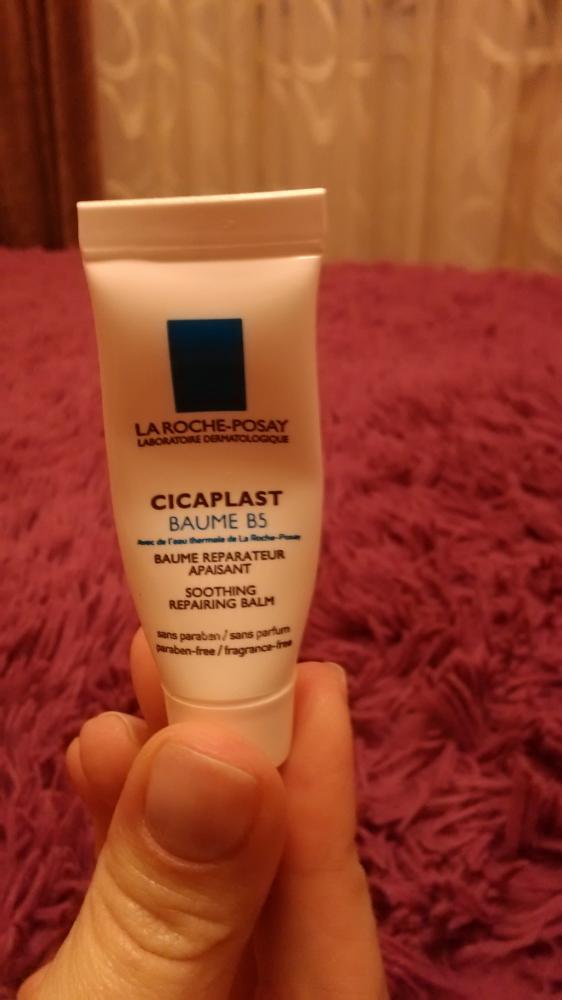 LA ROCHE-POSAY
LABORATOIRE DERMATOLOGIQUE
CICAPLAST
BAUME B5
Avec de l'eau thermale de La Roche-Posay
BAUME REPARATEUR
APAISANT
SOOTHING
REPAIRING BALM
sans paraben / sans parfum
paraben-free / fragrance-free